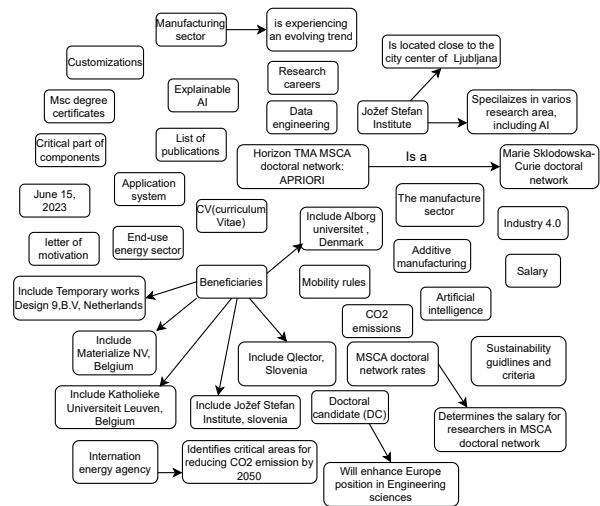 Manufacturing
sector
is experiencing
an evolving trend
Is located close to the
city center of Ljubljana
Customizations
Research
careers
Explainable
AI
Msc degree
certificates
Data
engineering
Jožef Stefan
Institute
Specilaizes in varios
research area,
including AI
Critical part of
components
List of
publications
Horizon TMA MSCA
doctoral network:
APRIORI
Is a
Marie Sklodowska-
Curie doctoral
network
Application
system
June 15,
2023
The manufacture
sector
CV(curriculum
Vitae)
Include Alborg
universitet ,
Denmark
Industry 4.0
letter of
motivation
End-use
energy sector
Additive
manufacturing
Salary
Include Temporary works
Design 9,B.V, Netherlands
Beneficiaries
Mobility rules
Artificial
intelligence
CO2
emissions
Include
Materialize NV,
Belgium
Include Qlector,
Slovenia
MSCA doctoral
network rates
Sustainability
guidlines and
criteria
Include Katholieke
Universiteit Leuven,
Belgium
Include Jožef Stefan
Institute, slovenia
Doctoral
candidate (DC)
Determines the salary for
researchers in MSCA
doctoral network
Internation
energy agency
Identifies critical areas for
reducing CO2 emission by
2050
Will enhance Europe
position in Engineering
sciences